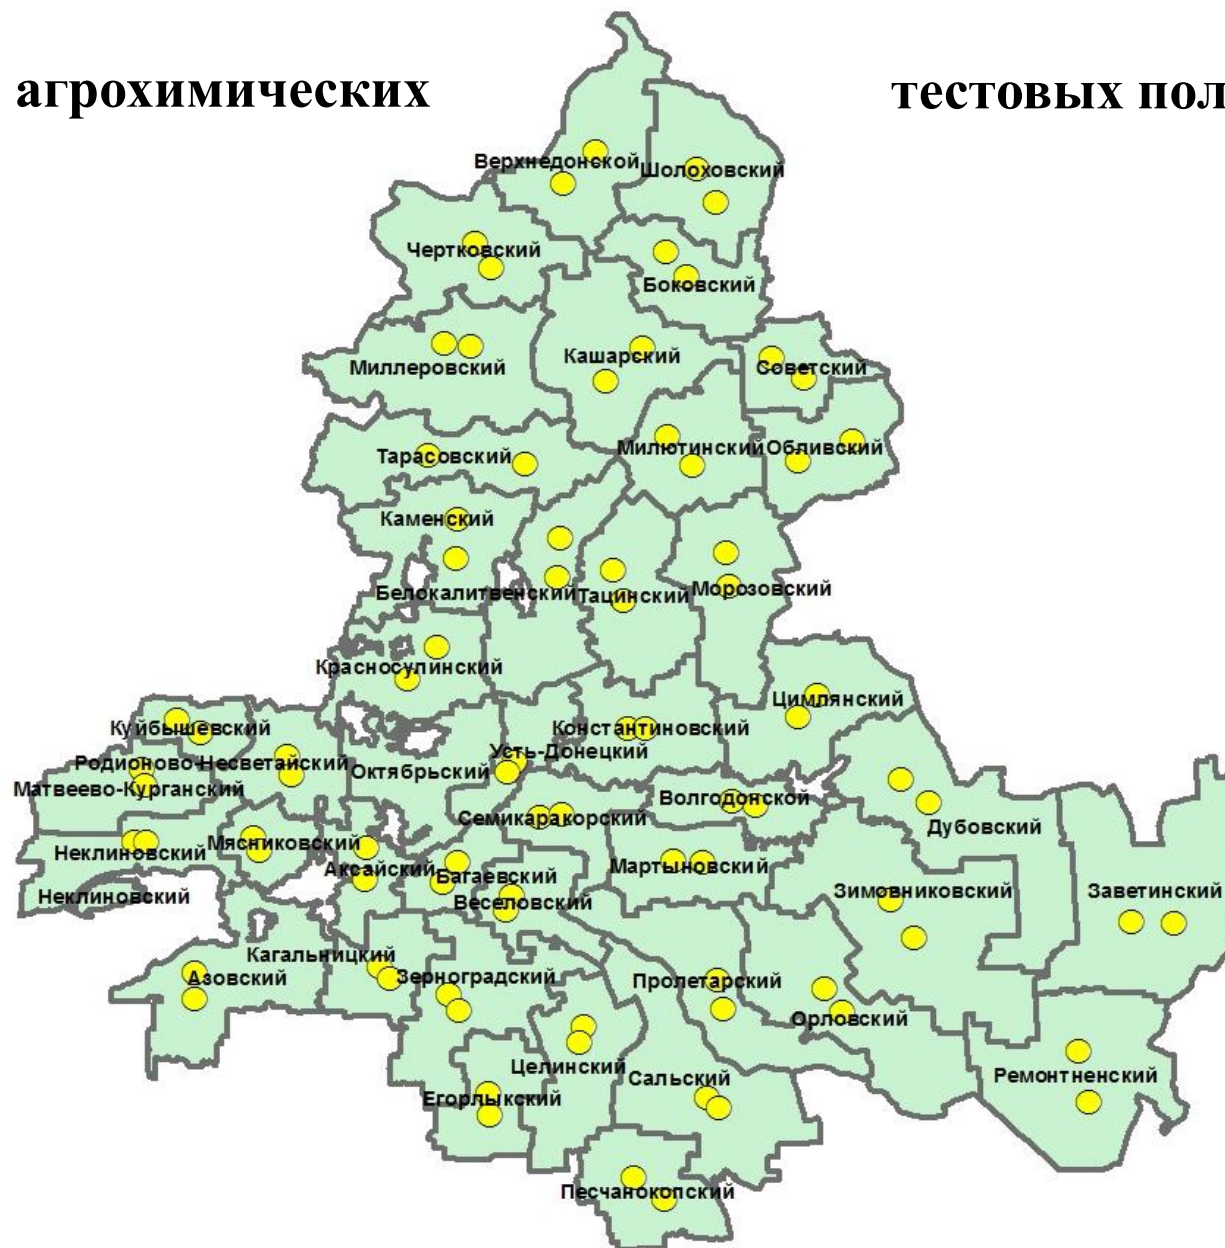 агрохимических
тестовых пол
Верхнедонской
Шолоховский
Чертковский
Боковский
Кашарский
Миллеровский
Советский
Милютинский
Обливский
Тарасовский
Каменский
Белокалитвенский
Тацинский
Морозовский
Красносулинский
Цимлянский
Куйбышевский
Константиновский
Усть-Донецкий
Родионово-Несветайский
Октябрьский
Матвеево-Курганский
Волгодонской
Семикаракорский
Дубовский
Мясниковский
Неклиновский
Аксайский
Мартыновский
Багаевский
Зимовниковский
Заветинский
Неклиновский
Веселовский
Кагальницкий
Зерноградский
Азовский
Пролетарский
Орловский
Целинский
Сальский
Ремонтненский
Егорлыкский
Песчанокопский